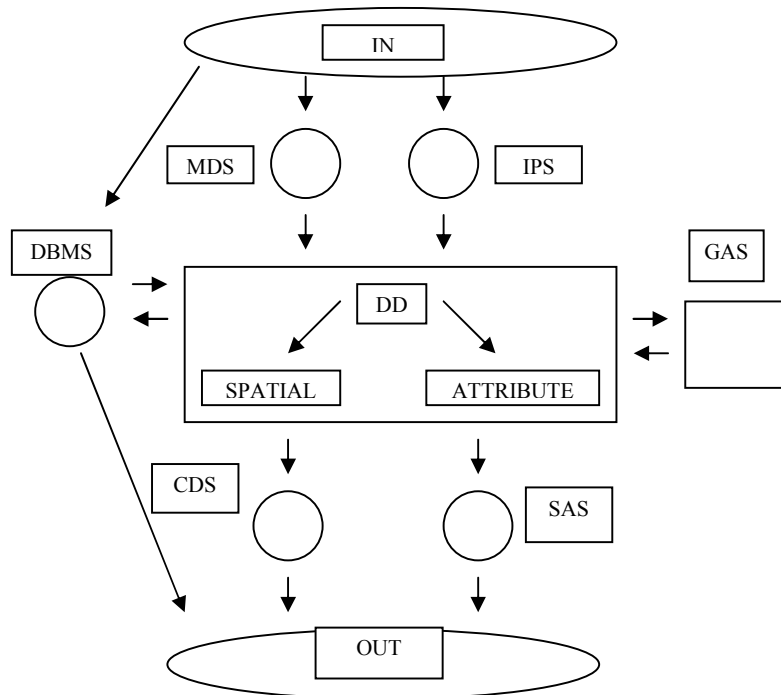 IN
MDS
IPS
DBMS
GAS
DD
SPATIAL
ATTRIBUTE
CDS
SAS
OUT